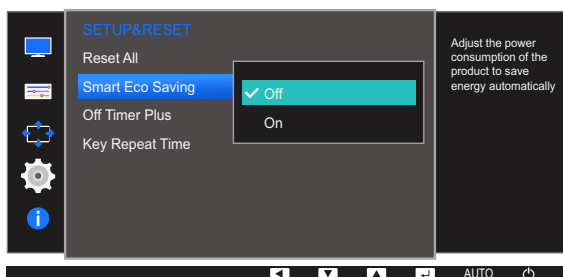 SETUP&RESET
Reset All
Smart Eco Saving
Off Timer Plus
Key Repeat Time
Off
On
Adjust the power
consumption of the
product to save
energy automatically
AUTO